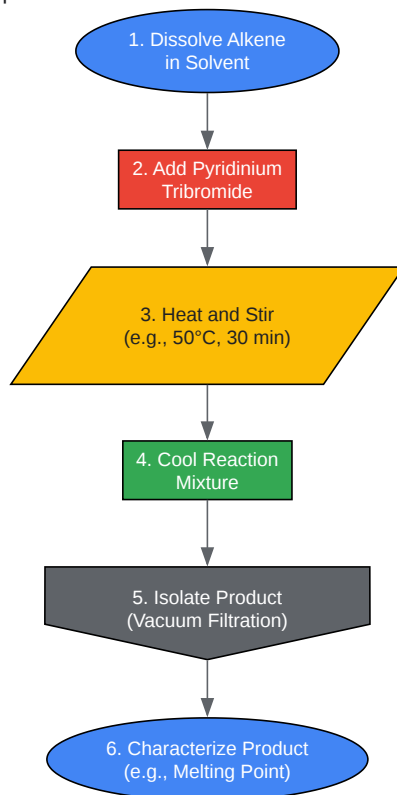 1. Dissolve Alkene
in Solvent
2. Add Pyridinium
Tribromide
3. Heat and Stir
(e.g., 50°C, 30 min)
4. Cool Reaction
Mixture
5. Isolate Product
(Vacuum Filtration)
6. Characterize Product
(e.g., Melting Point)